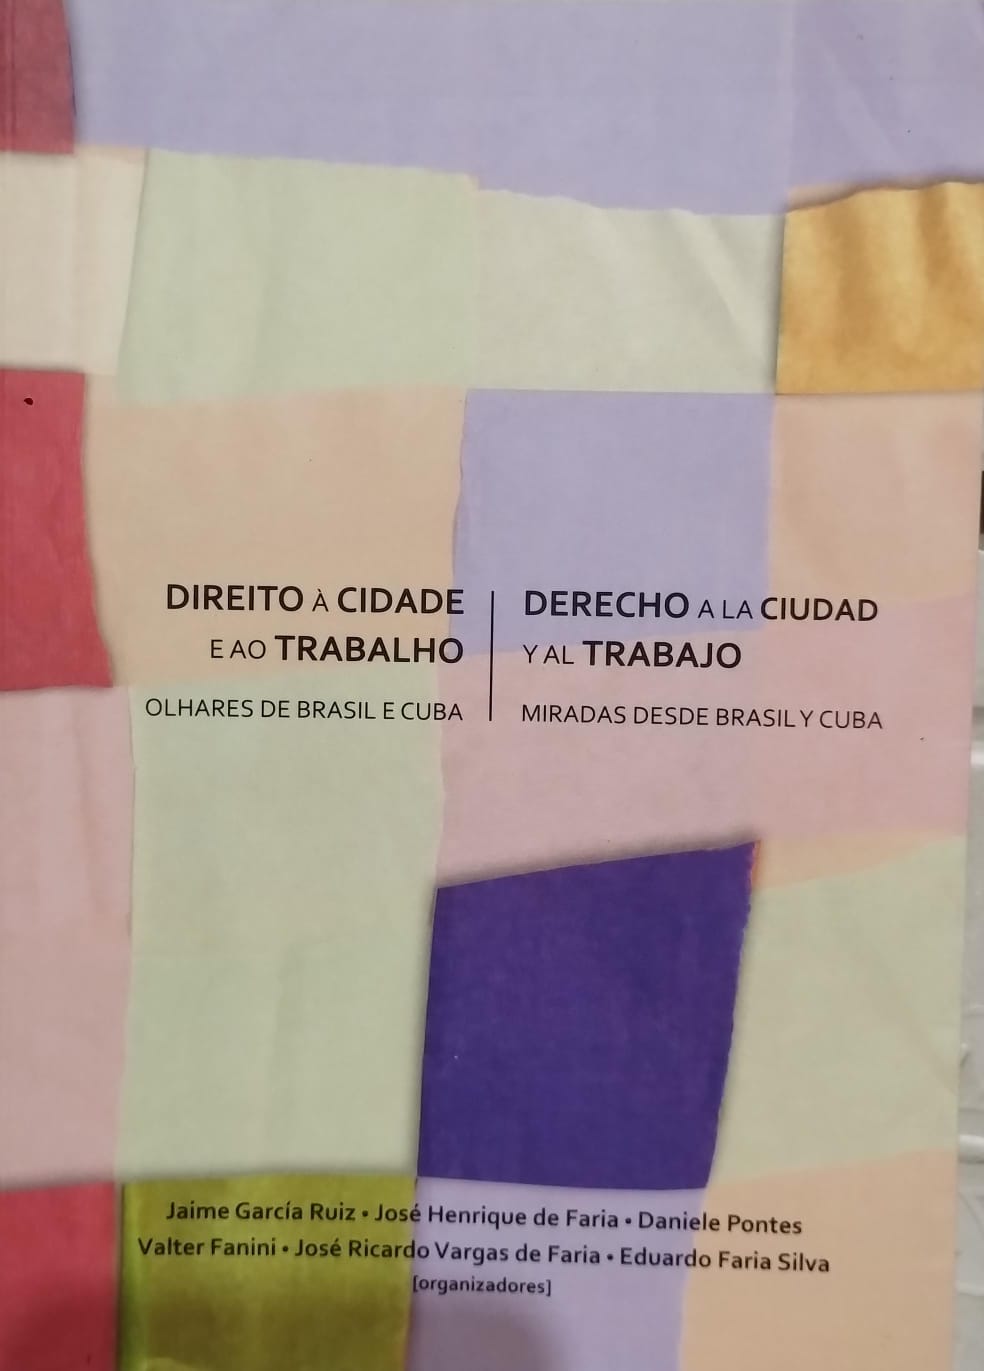 DIREITO À CIDADE
E AO TRABALHO
OLHARES DE BRASIL E CUBA
DERECHO A LA CIUDAD
Y AL TRABAJO
MIRADAS DESDE BRASIL Y CUBA
Jaime García Ruiz • José Henrique de Faria • Daniele Pontes
Valter Fanini • José Ricardo Vargas de Faria • Eduardo Faria Silva
[organizadores]